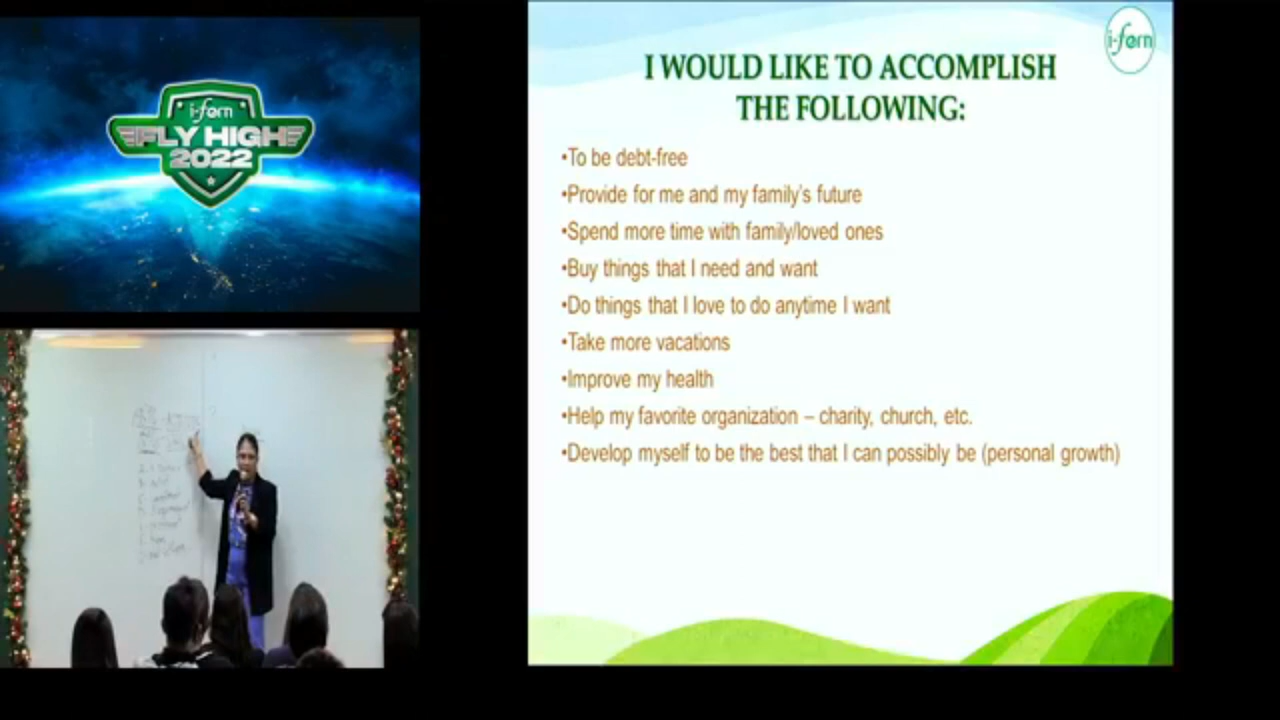 i-fern
FLY HIGH
2022
i-fern
I WOULD LIKE TO ACCOMPLISH
THE FOLLOWING:
•To be debt-free
•Provide for me and my family's future
•Spend more time with family/loved ones
•Buy things that I need and want
•Do things that I love to do anytime I want
•Take more vacations
•Improve my health
•Help my favorite organization – charity, church, etc.
•Develop myself to be the best that I can possibly be (personal growth)